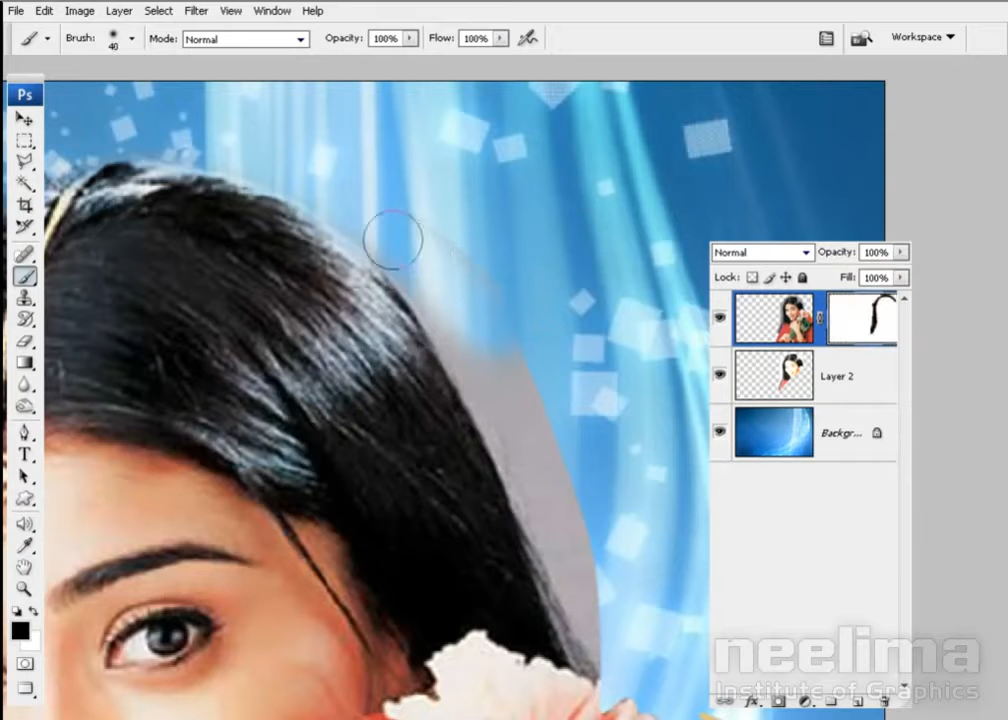 File Edit Image Layer Select Filter View Window Help
Brush: 40 Mode: Normal Opacity: 100% Flow: 100% Workspace
Ps
Normal Opacity: 100%
Lock: Fill: 100%
Layer 2
Backgr...
T
fx
neelima
Institute of Graphics